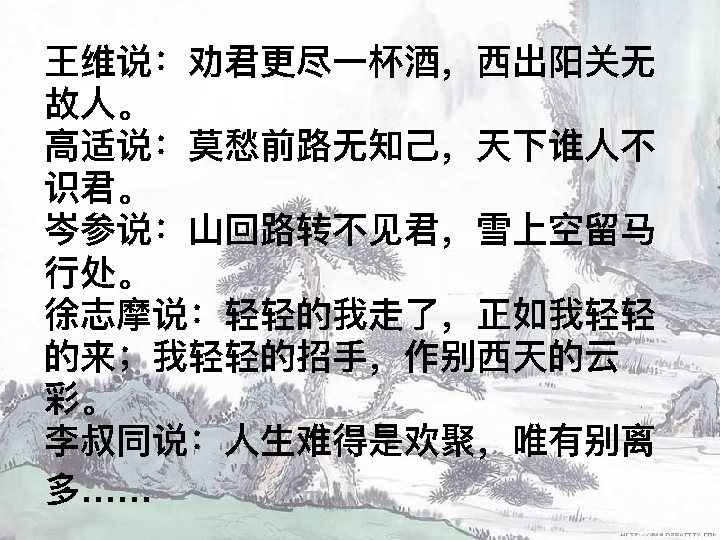 王维说：劝君更尽一杯酒，西出阳关无
故人。
高适说：莫愁前路无知己，天下谁人不
识君。
岑参说：山回路转不见君，雪上空留马
行处。
徐志摩说：轻轻的我走了，正如我轻轻
的来；我轻轻的招手，作别西天的云
彩。
李叔同说：人生难得是欢聚，唯有别离
多……